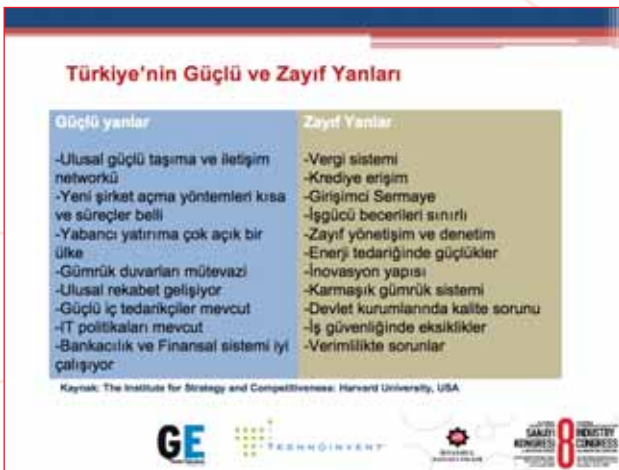 Türkiye'nin Güçlü ve Zayıf Yanları
Güçlü yanlar
-Ulusal güçlü taşıma ve iletişim
networkü
-Yeni şirket açma yöntemleri kısa
ve süreçler belli
-Yabancı yatırıma çok açık bir
ülke
-Gümrük duvarları mütevazi
-Ulusal rekabet gelişiyor
-Güçlü iç tedarikçiler mevcut
-IT politikaları mevcut
-Bankacılık ve Finansal sistemi iyi
çalışıyor
Zayıf Yanlar
-Vergi sistemi
-Krediye erişim
-Girişimci Sermaye
-İşgücü becerileri sınırlı
-Zayıf yönetişim ve denetim
-Enerji tedariğinde güçlükler
-İnovasyon yapısı
-Karmaşık gümrük sistemi
-Devlet kurumlarında kalite sorunu
-İş güvenliğinde eksiklikler
-Verimlilikte sorunlar
Kaynak: The Institute for Strategy and Competitiveness: Harvard University, USA
GE
TECHNOINVENT
İSTANBUL
SANAYİ ODASI
SANAYİ
KONGRESİ
8
INDUSTRY
CONGRESS